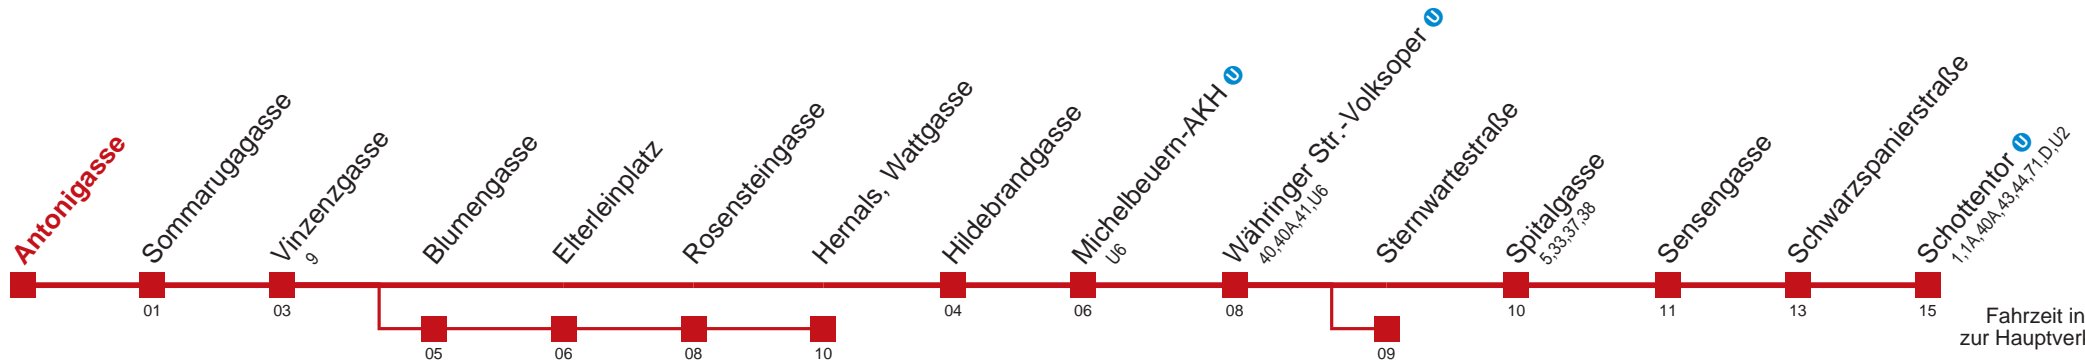 Antonigasse
Sommarugagasse
01
Vinzenzgasse
9
03
Blumengasse
05
Elterleinplatz
06
Rosensteingasse
08
Hernals, Wattgasse
10
Hildebrandgasse
04
Michelbeuern-AKH U
U6
06
Währinger Str.-Volksoper U
40,40A,41,U6
08
Sternwartestraße
09
Spitalgasse
5,33,37,38
10
Sensengasse
11
Schwarzspanierstraße
13
Schottentor U
1,1A,40A,43,44,71,D,U2
15
Fahrzeit in
zur Hauptverl